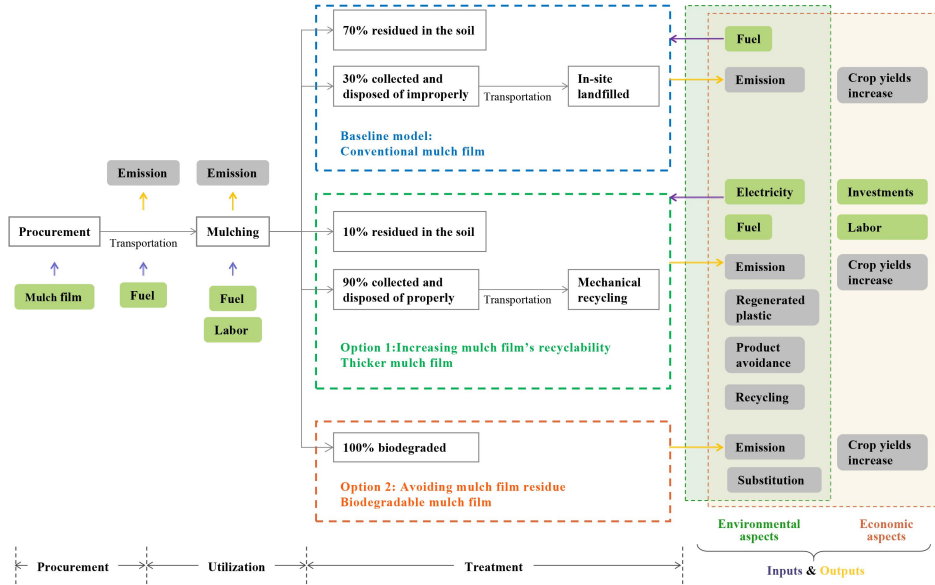 70% residued in the soil
30% collected and
disposed of improperly
Transportation
In-site
landfilled
Baseline model:
Conventional mulch film
Fuel
Emission
Crop yields
increase
Emission
Emission
Procurement
Transportation
Mulching
Mulch film
Fuel
Fuel
Labor
10% residued in the soil
90% collected and
disposed of properly
Transportation
Mechanical
recycling
Option 1:Increasing mulch film's recyclability
Thicker mulch film
Electricity
Investments
Fuel
Labor
Emission
Crop yields
increase
Regenerated
plastic
Product
avoidance
Recycling
100% biodegraded
Option 2: Avoiding mulch film residue
Biodegradable mulch film
Emission
Crop yields
increase
Substitution
Environmental
aspects
Economic
aspects
Procurement
Utilization
Treatment
Inputs & Outputs